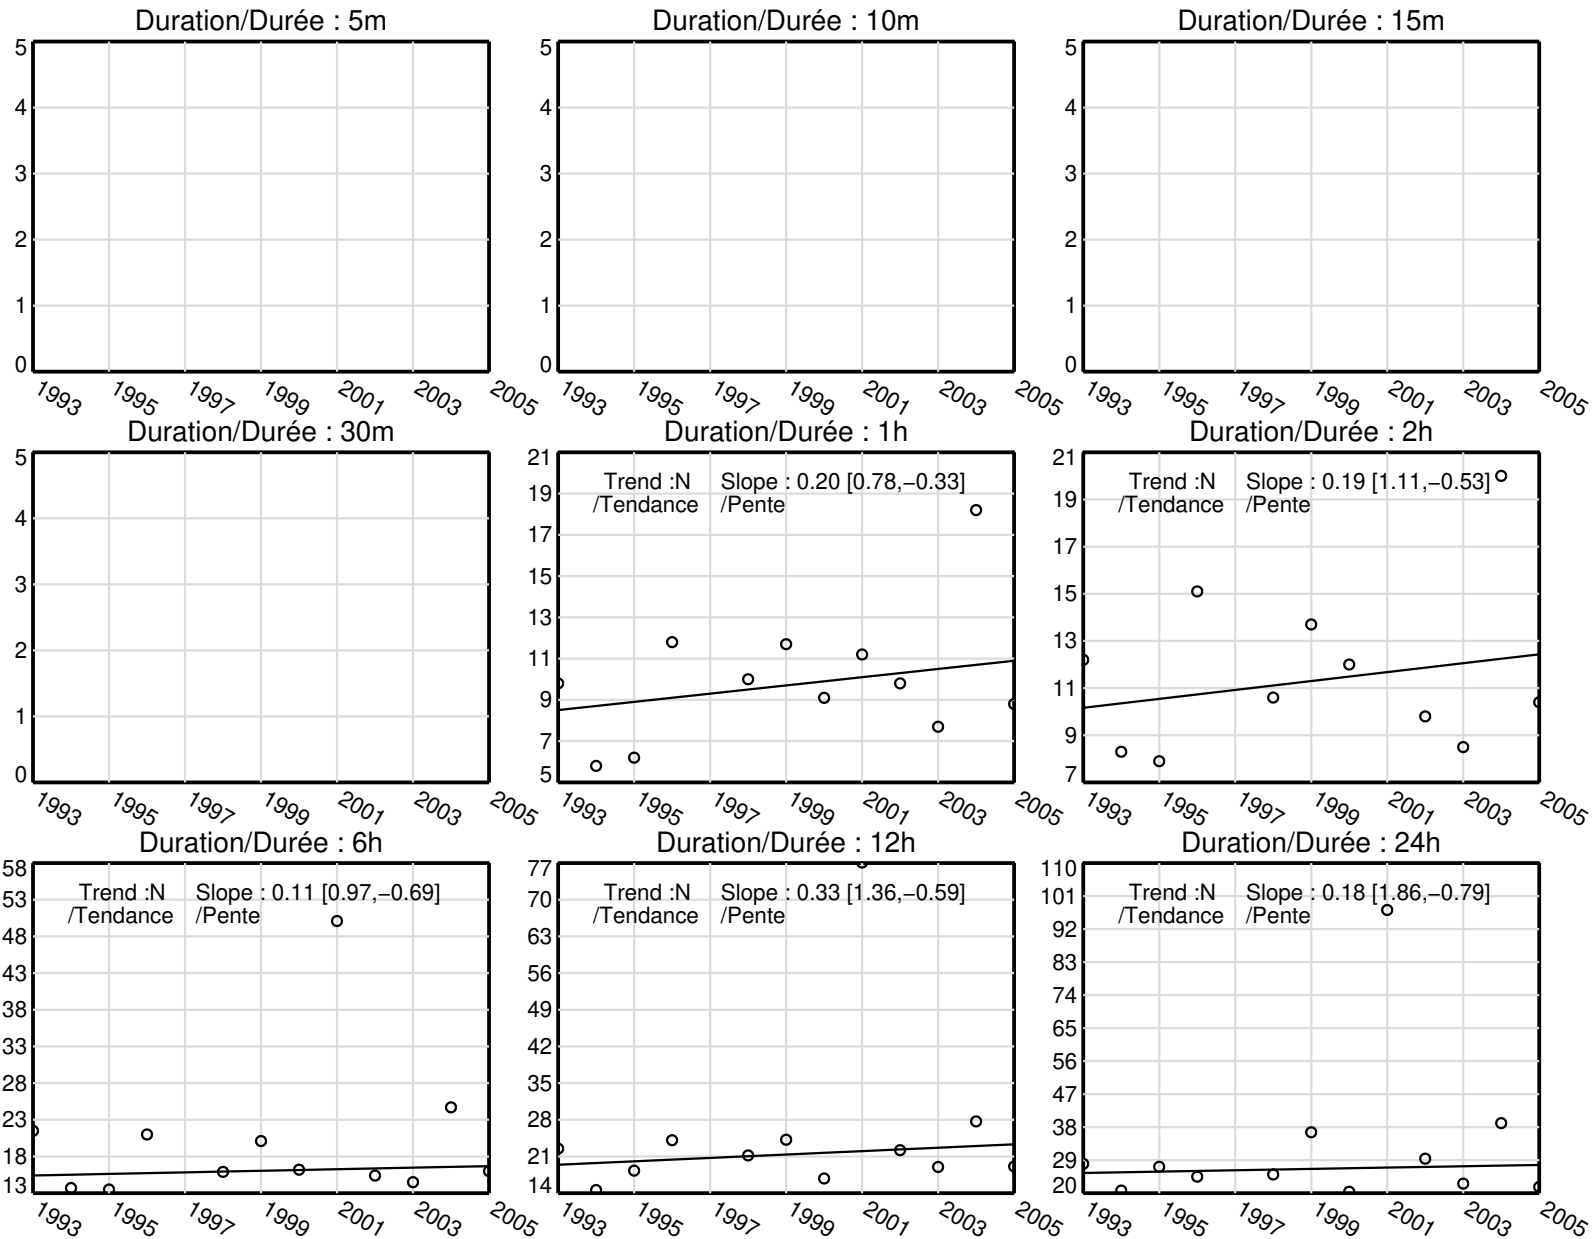 Duration/Durée : 5m
5
4
3
2
1
0
1993 1995 1997 1999 2001 2003 2005
Duration/Durée : 10m
5
4
3
2
1
0
1993 1995 1997 1999 2001 2003 2005
Duration/Durée : 15m
5
4
3
2
1
0
1993 1995 1997 1999 2001 2003 2005
Duration/Durée : 30m
5
4
3
2
1
0
1993 1995 1997 1999 2001 2003 2005
Duration/Durée : 1h
Trend :N Slope : 0.20 [0.78,−0.33]
/Tendance /Pente
21
19
17
15
13
11
9
7
5
1993 1995 1997 1999 2001 2003 2005
Duration/Durée : 2h
Trend :N Slope : 0.19 [1.11,−0.53]
/Tendance /Pente
21
19
17
15
13
11
9
7
1993 1995 1997 1999 2001 2003 2005
Duration/Durée : 6h
Trend :N Slope : 0.11 [0.97,−0.69]
/Tendance /Pente
58
53
48
43
38
33
28
23
18
13
1993 1995 1997 1999 2001 2003 2005
Duration/Durée : 12h
Trend :N Slope : 0.33 [1.36,−0.59]
/Tendance /Pente
77
70
63
56
49
42
35
28
21
14
1993 1995 1997 1999 2001 2003 2005
Duration/Durée : 24h
Trend :N Slope : 0.18 [1.86,−0.79]
/Tendance /Pente
110
101
92
83
74
65
56
47
38
29
20
1993 1995 1997 1999 2001 2003 2005